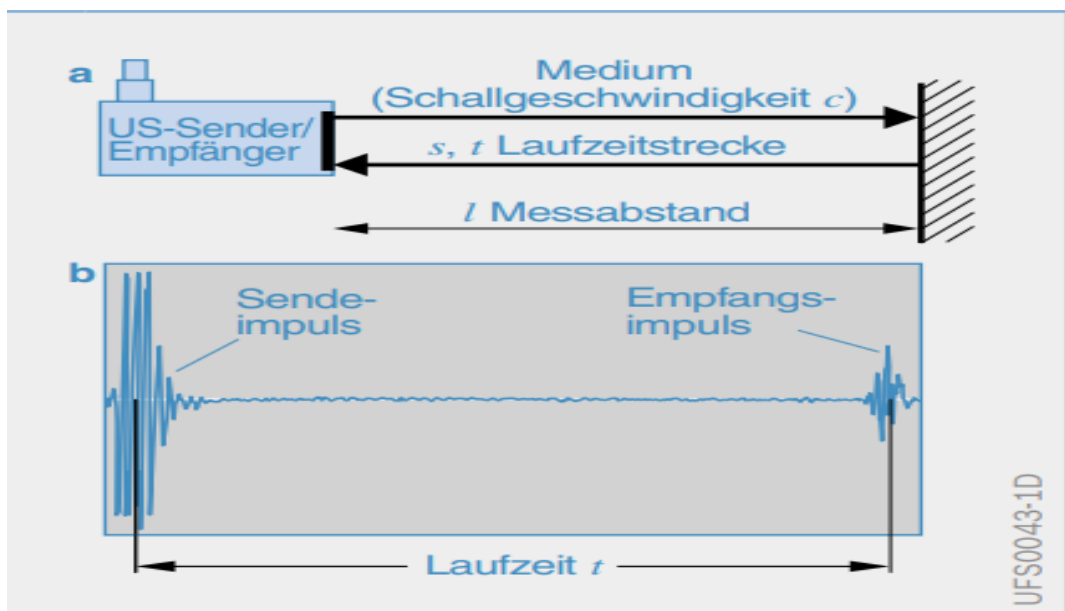 a
Medium
(Schallgeschwindigkeit c)
US-Sender/
Empfänger
s, t Laufzeitstrecke
l Messabstand
b
Sende-
impuls
Empfangs-
impuls
Laufzeit t
UFS0043-1D